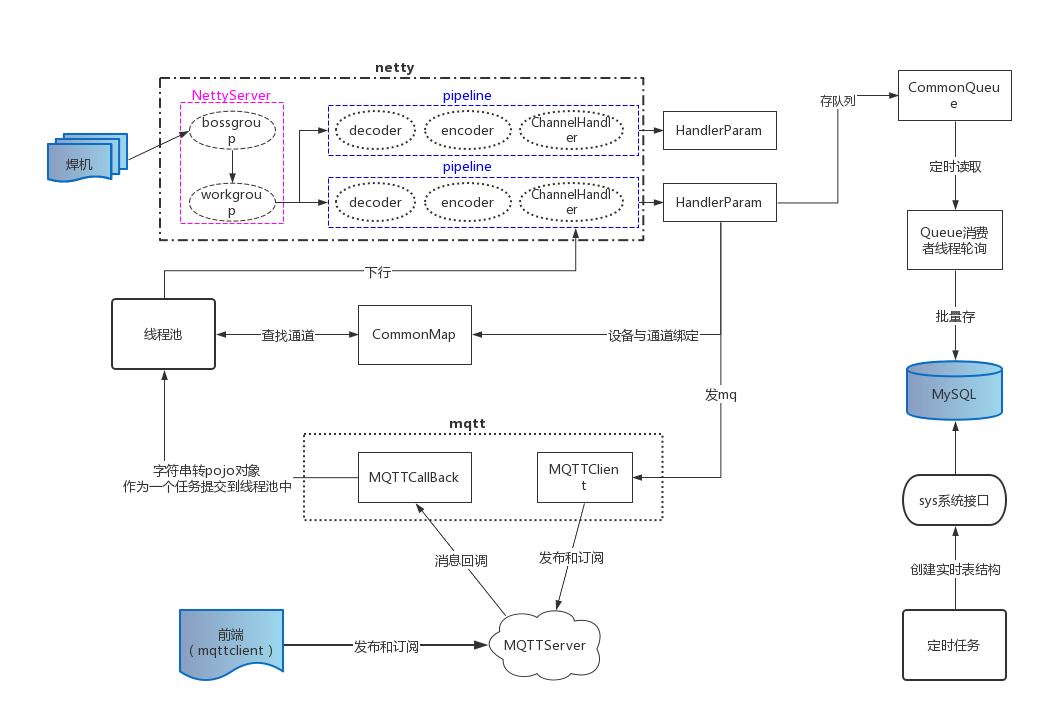 netty
NettyServer
bossgrou
p
workgrou
p
焊机
pipeline
decoder
encoder
ChannelHandl
er
pipeline
decoder
encoder
ChannelHandl
er
HandlerParam
HandlerParam
存队列
CommonQueu
e
定时读取
Queue消费
者线程轮询
批量存
MySQL
sys系统接口
创建实时表结构
定时任务
下行
线程池
查找通道
CommonMap
设备与通道绑定
发mq
mqtt
字符串转pojo对象
作为一个任务提交到线程池中
MQTTCallBack
MQTTClien
t
消息回调
发布和订阅
前端
（mqttclient）
发布和订阅
MQTTServer